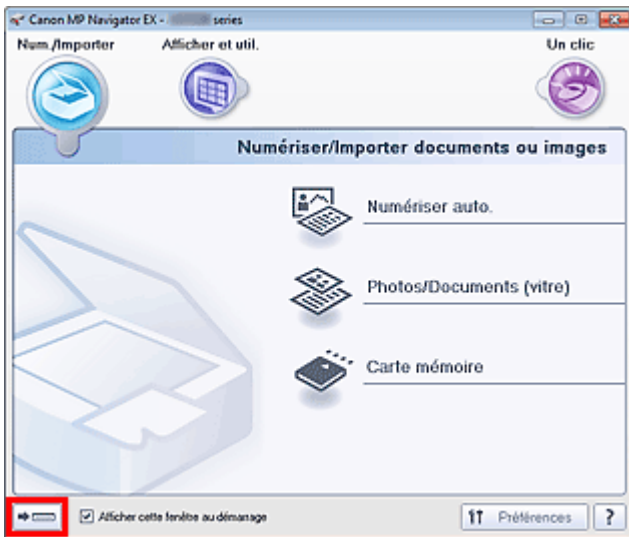 Canon MP Navigator EX - series
Num./Importer
Afficher et util.
Un clic
Numériser/Importer documents ou images
Numériser auto.
Photos/Documents (vitre)
Carte mémoire
Afficher cette fenêtre au démarrage
Préférences
?